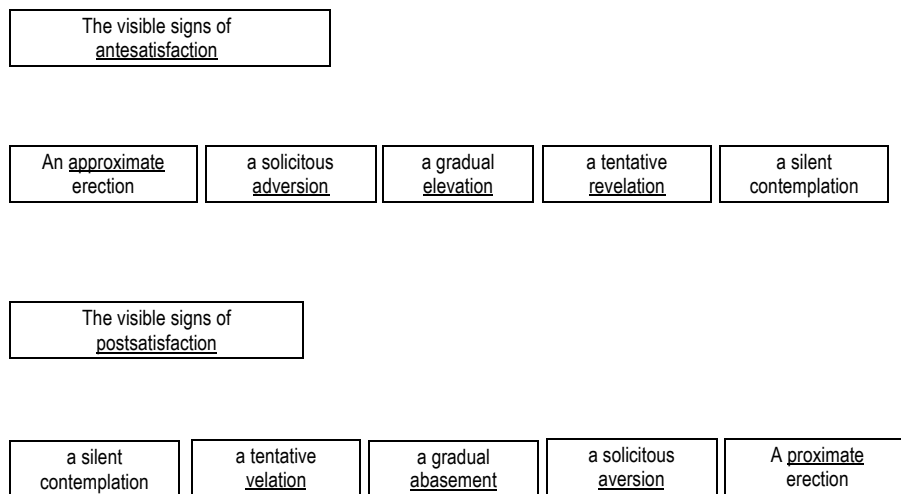 The visible signs of
antesatisfaction
An approximate
erection
a solicitous
adversion
a gradual
elevation
a tentative
revelation
a silent
contemplation
The visible signs of
postsatisfaction
a silent
contemplation
a tentative
velation
a gradual
abasement
a solicitous
aversion
A proximate
erection